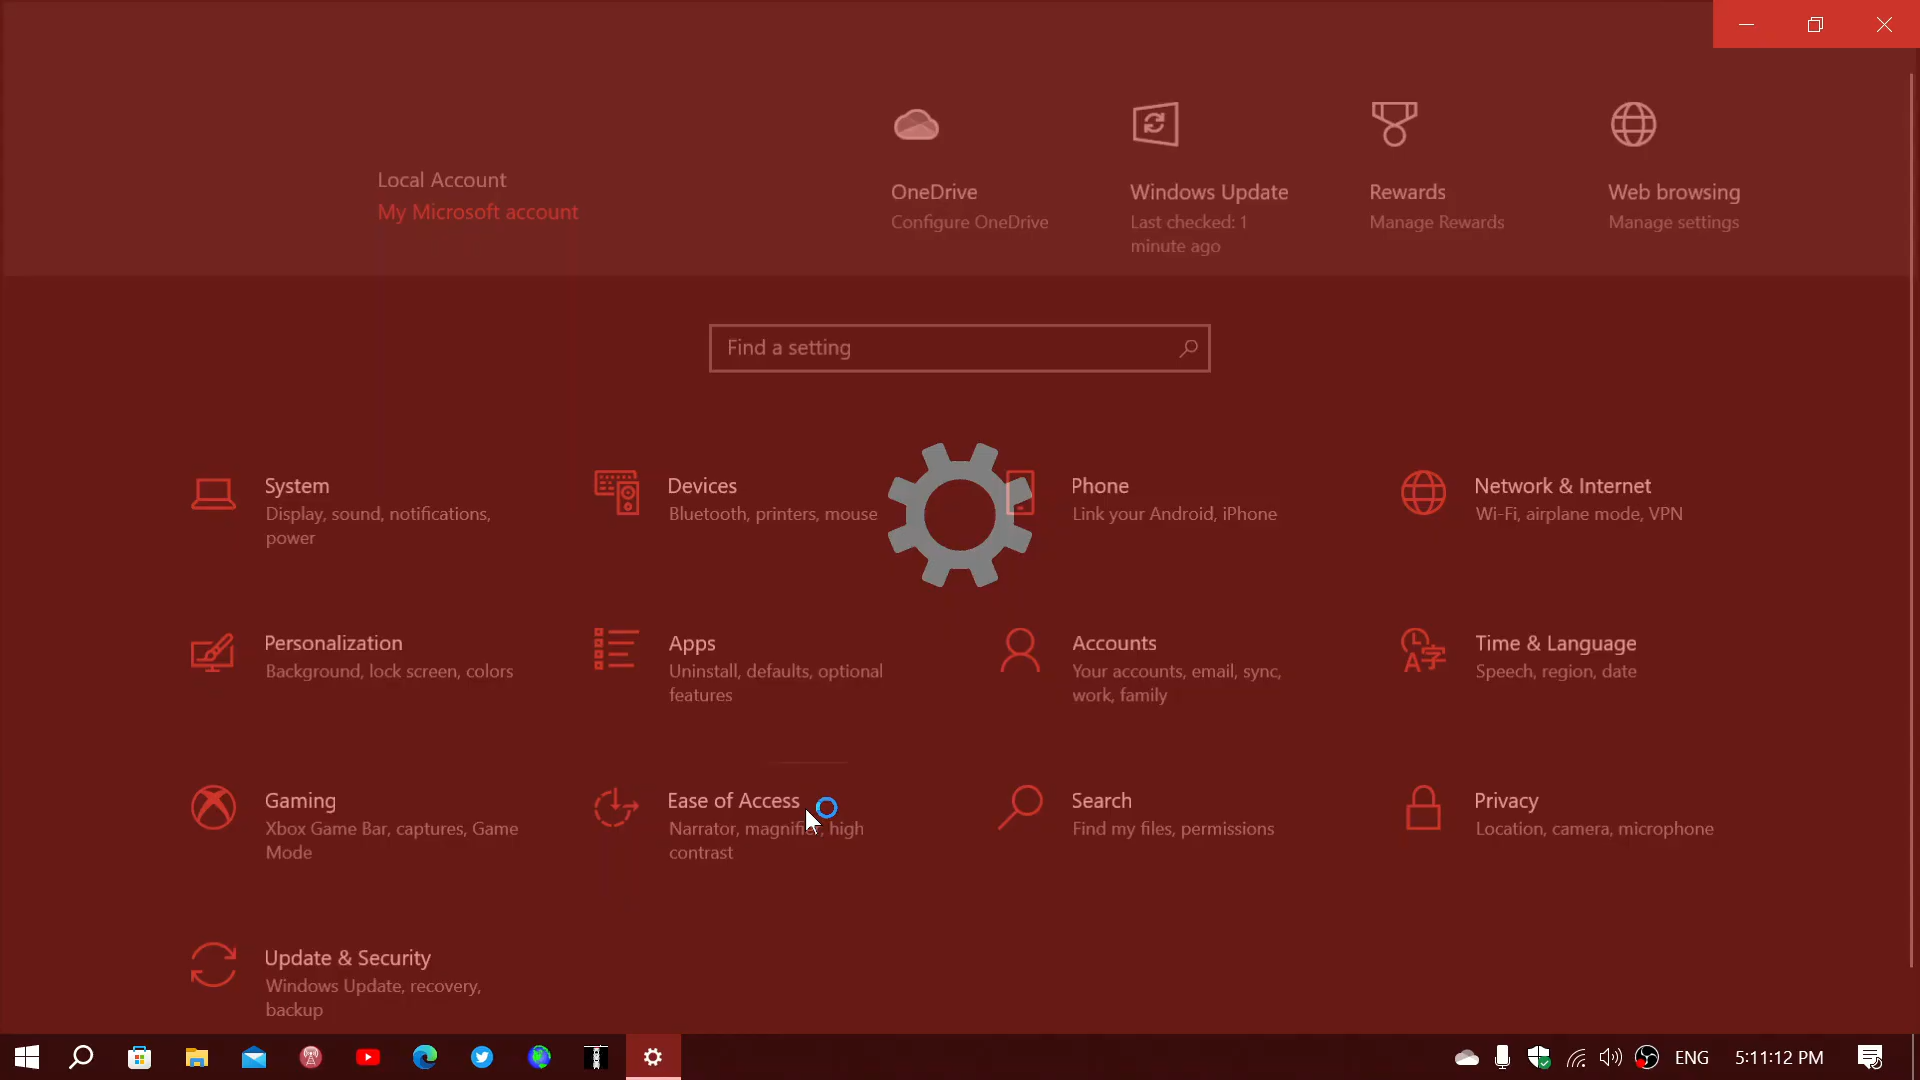 Local Account
My Microsoft account
OneDrive
Configure OneDrive
Windows Update
Last checked: 1
minute ago
Rewards
Manage Rewards
Web browsing
Manage settings
Find a setting
System
Display, sound, notifications,
power
Devices
Bluetooth, printers, mouse
Phone
Link your Android, iPhone
Network & Internet
Wi-Fi, airplane mode, VPN
Personalization
Background, lock screen, colors
Apps
Uninstall, defaults, optional
features
Accounts
Your accounts, email, sync,
work, family
Time & Language
Speech, region, date
Gaming
Xbox Game Bar, captures, Game
Mode
Ease of Access
Narrator, magnifier, high
contrast
Search
Find my files, permissions
Privacy
Location, camera, microphone
Update & Security
Windows Update, recovery,
backup
ENG
5:11:12 PM